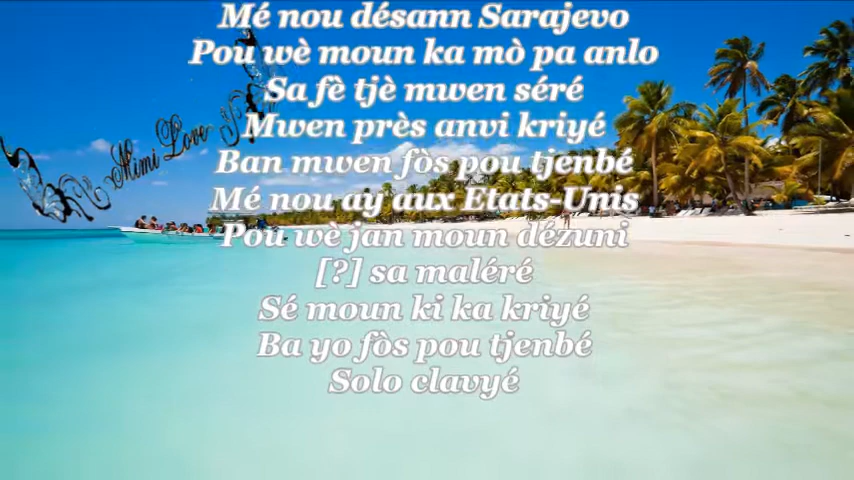 Mé nou désann Sarajevo
Pou wè moun ka mò pa anlo
Sa fè tjè mwen séré
Mwen près anvi kriyé
Ban mwen fòs pou tjenbé
Mé nou ay aux Etats-Unis
Pou wè jan moun dézuni
[?] sa maléré
Sé moun ki ka kriyé
Ba yo fòs pou tjenbé
Solo clavyé
Mimi Love